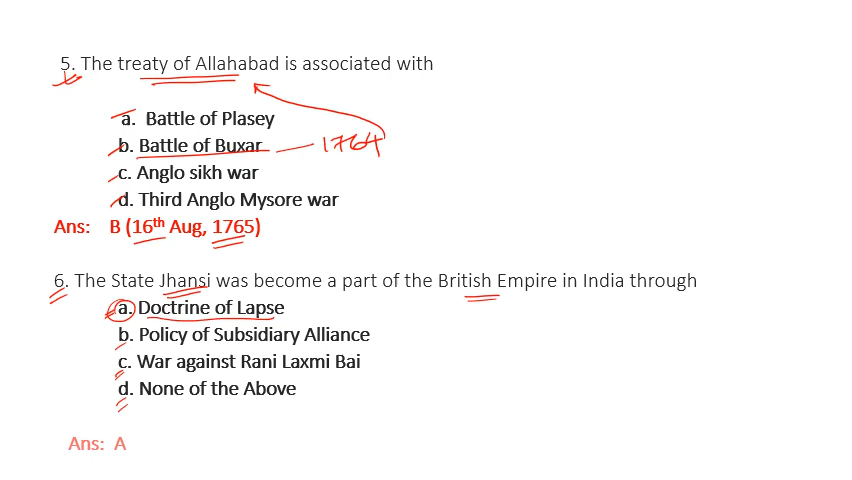 5. The treaty of Allahabad is associated with
a. Battle of Plasey
b. Battle of Buxar 1764
c. Anglo sikh war
d. Third Anglo Mysore war
Ans: B (16th Aug, 1765)
6. The State Jhansi was become a part of the British Empire in India through
a. Doctrine of Lapse
b. Policy of Subsidiary Alliance
c. War against Rani Laxmi Bai
d. None of the Above
Ans: A